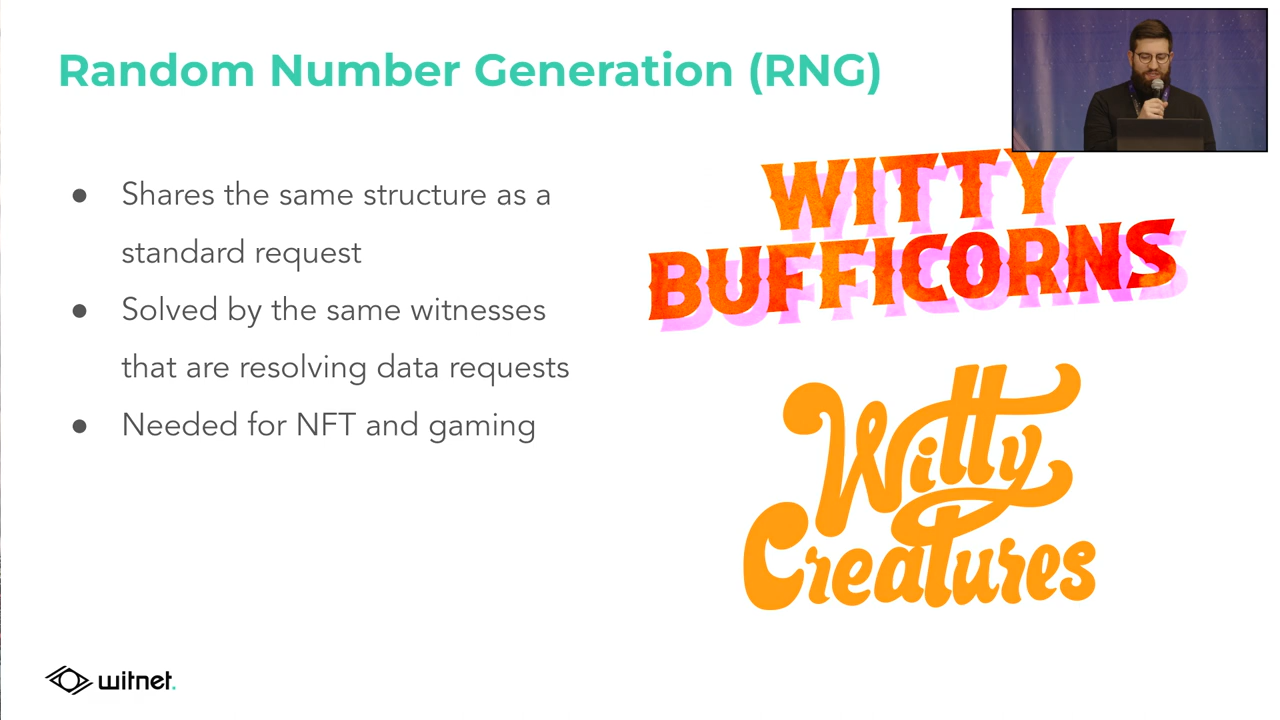 Random Number Generation (RNG)
● Shares the same structure as a
standard request
● Solved by the same witnesses
that are resolving data requests
● Needed for NFT and gaming
WITTY
BUFFICORNS
Witty
Creatures
witnet.